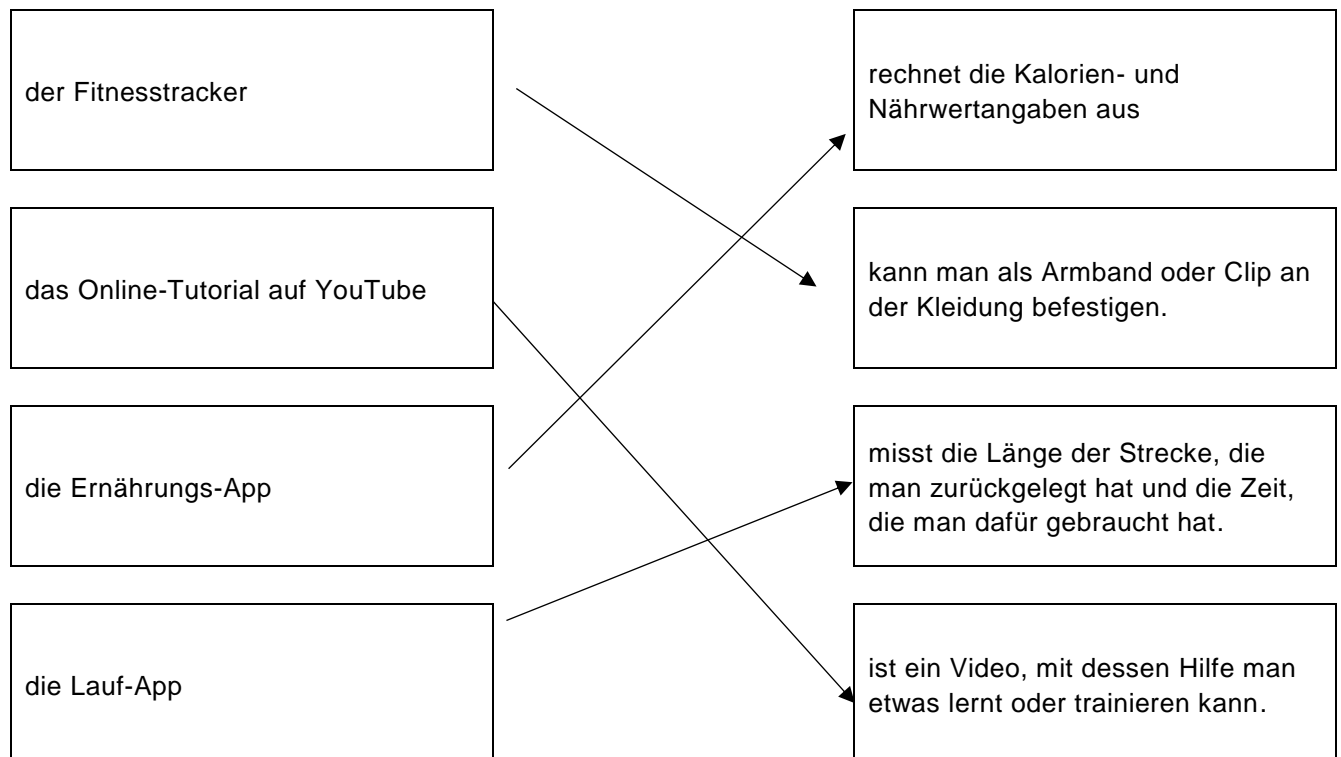 der Fitnesstracker
rechnet die Kalorien- und
Nährwertangaben aus
das Online-Tutorial auf YouTube
kann man als Armband oder Clip an
der Kleidung befestigen.
die Ernährungs-App
misst die Länge der Strecke, die
man zurückgelegt hat und die Zeit,
die man dafür gebraucht hat.
die Lauf-App
ist ein Video, mit dessen Hilfe man
etwas lernt oder trainieren kann.